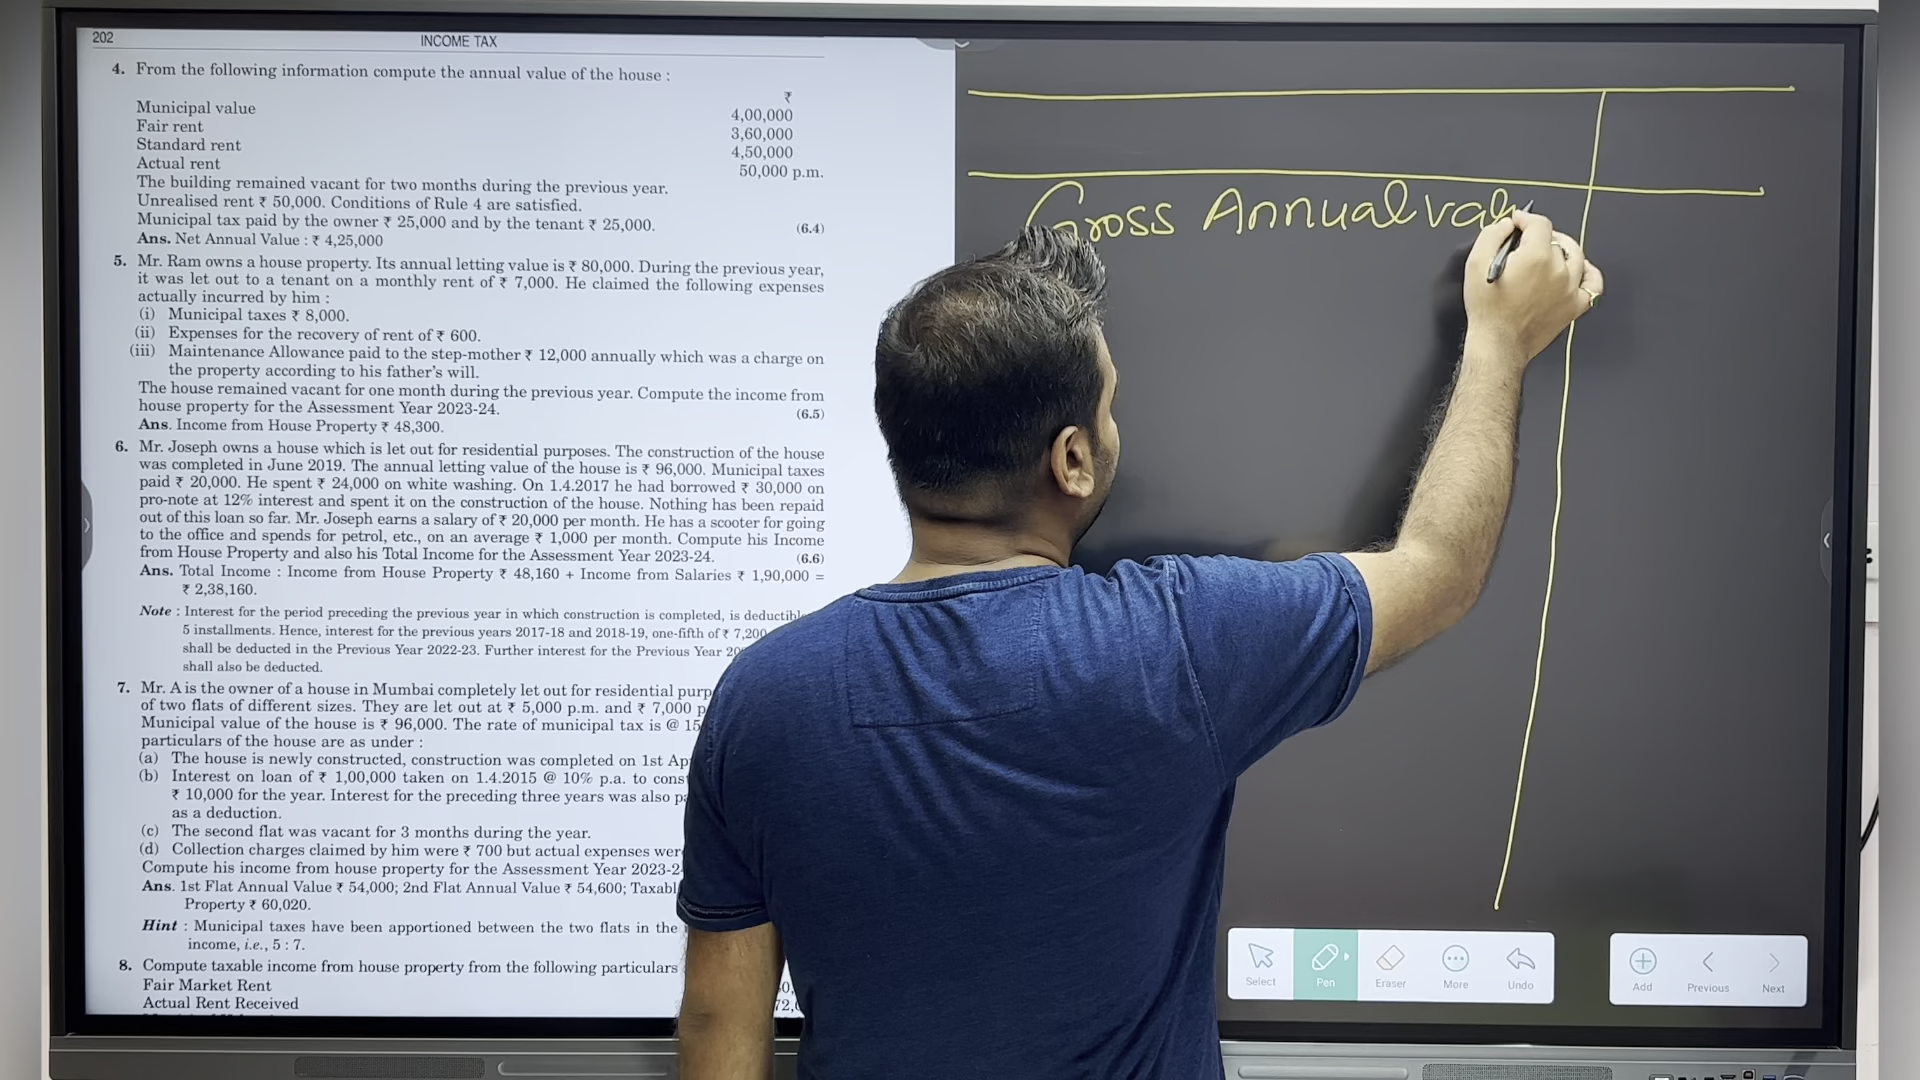 202
INCOME TAX
4. From the following information compute the annual value of the house :
₹
Municipal value 4,00,000
Fair rent 3,60,000
Standard rent 4,50,000
Actual rent 50,000 p.m.
The building remained vacant for two months during the previous year.
Unrealised rent ₹ 50,000. Conditions of Rule 4 are satisfied.
Municipal tax paid by the owner ₹ 25,000 and by the tenant ₹ 25,000. (6.4)
Ans. Net Annual Value : ₹ 4,25,000
5. Mr. Ram owns a house property. Its annual letting value is ₹ 80,000. During the previous year,
it was let out to a tenant on a monthly rent of ₹ 7,000. He claimed the following expenses
actually incurred by him :
(i) Municipal taxes ₹ 8,000.
(ii) Expenses for the recovery of rent of ₹ 600.
(iii) Maintenance Allowance paid to the step-mother ₹ 12,000 annually which was a charge on
the property according to his father's will.
The house remained vacant for one month during the previous year. Compute the income from
house property for the Assessment Year 2023-24. (6.5)
Ans. Income from House Property ₹ 48,300.
6. Mr. Joseph owns a house which is let out for residential purposes. The construction of the house
was completed in June 2019. The annual letting value of the house is ₹ 96,000. Municipal taxes
paid ₹ 20,000. He spent ₹ 24,000 on white washing. On 1.4.2017 he had borrowed ₹ 30,000 on
pro-note at 12% interest and spent it on the construction of the house. Nothing has been repaid
out of this loan so far. Mr. Joseph earns a salary of ₹ 20,000 per month. He has a scooter for going
to the office and spends for petrol, etc., on an average ₹ 1,000 per month. Compute his Income
from House Property and also his Total Income for the Assessment Year 2023-24. (6.6)
Ans. Total Income : Income from House Property ₹ 48,160 + Income from Salaries ₹ 1,90,000 =
₹ 2,38,160.
Note : Interest for the period preceding the previous year in which construction is completed, is
5 installments. Hence, interest for the previous years 2017-18 and 2018-19, one-fifth of ₹ 7,200
shall be deducted in the Previous Year 2022-23. Further interest for the Previous Year
shall also be deducted.
7. Mr. A is the owner of a house in Mumbai completely let out for residential
of two flats of different sizes. They are let out at ₹ 5,000 p.m. and ₹ 7,000
Municipal value of the house is ₹ 96,000. The rate of municipal tax is @ 15
particulars of the house are as under :
(a) The house is newly constructed, construction was completed on 1st
(b) Interest on loan of ₹ 1,00,000 taken on 1.4.2015 @ 10% p.a. to
₹ 10,000 for the year. Interest for the preceding three years was also
as a deduction.
(c) The second flat was vacant for 3 months during the year.
(d) Collection charges claimed by him were ₹ 700 but actual expenses
Compute his income from house property for the Assessment Year
Ans. 1st Flat Annual Value ₹ 54,000; 2nd Flat Annual Value ₹ 54,600;
Property ₹ 60,020.
Hint : Municipal taxes have been apportioned between the two flats in the
income, i.e., 5 : 7.
8. Compute taxable income from house property from the following particulars
Fair Market Rent
Actual Rent Received
Gross Annual
Select Pen Eraser More Undo
Add Previous Next